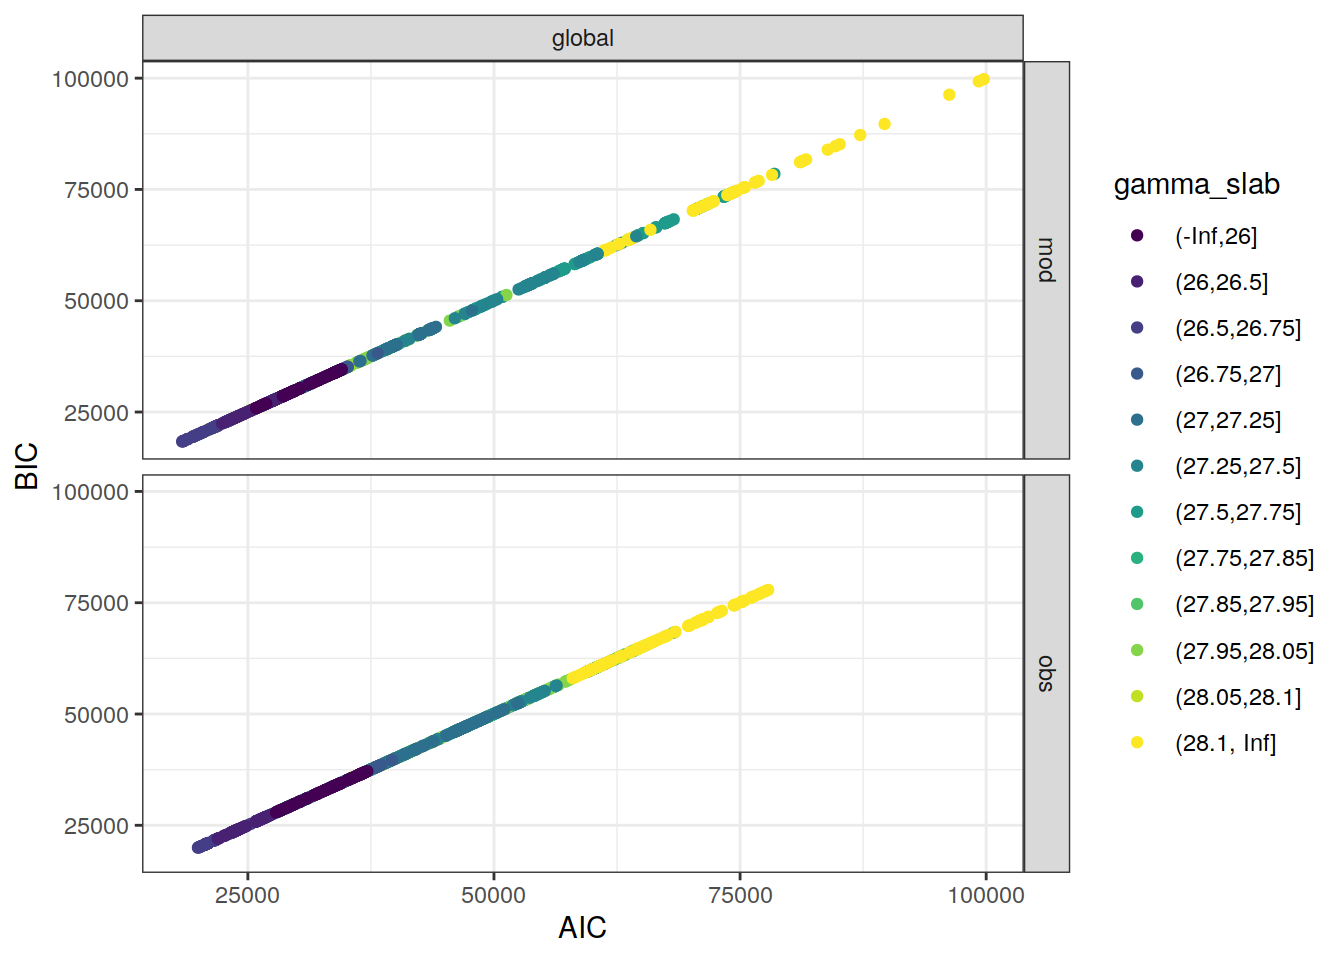 global
100000
75000
50000
25000
mod
100000
75000
50000
25000
obs
BIC
25000 50000 75000 100000
AIC
gamma_slab
(-Inf,26]
(26,26.5]
(26.5,26.75]
(26.75,27]
(27,27.25]
(27.25,27.5]
(27.5,27.75]
(27.75,27.85]
(27.85,27.95]
(27.95,28.05]
(28.05,28.1]
(28.1, Inf]